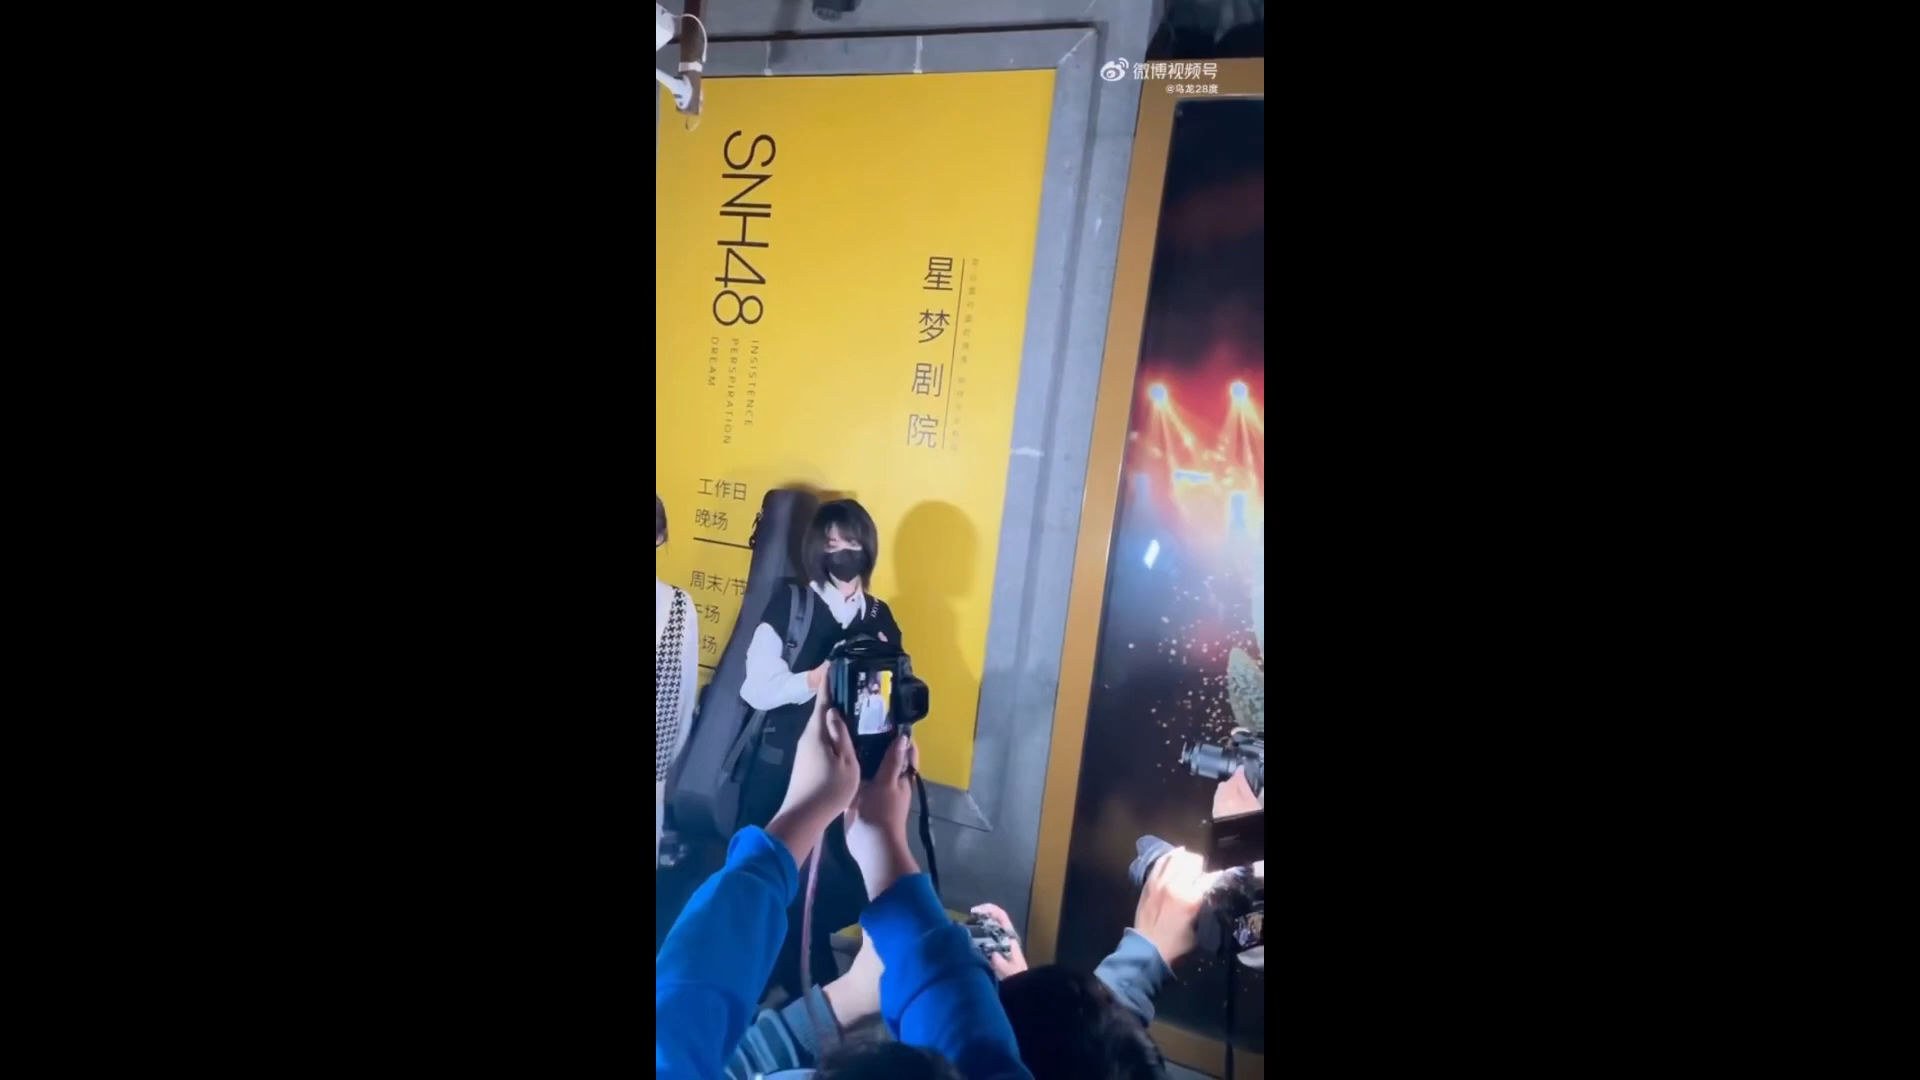 微博视频号
@乌龙28度
SNH48
INSISTENCE
PERSPIRATION
DREAM
星梦剧院
工作日
晚场
周末/节
午场
场